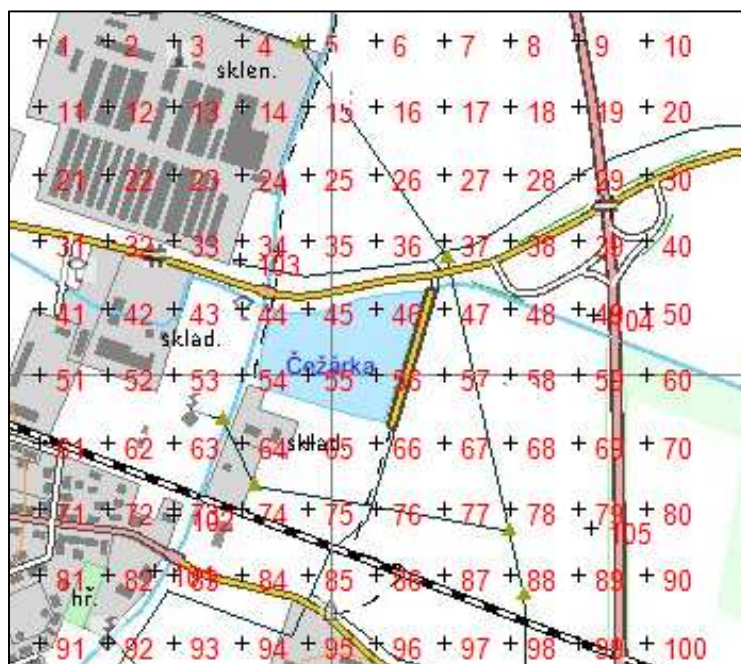 1 2 3 4 5 6 7 8 9 10
sklen.
11 12 13 14 15 16 17 18 19 20
21 22 23 24 25 26 27 28 29 30
31 32 33 34 35 36 37 38 39 40
103
41 42 43 44 45 46 47 48 49 50
104
sklad.
Čežárka
51 52 53 54 55 56 57 58 59 60
61 62 63 64 65 66 67 68 69 70
sklad.
71 72 73 74 75 76 77 78 79 80
102
105
81 82 83 84 85 86 87 88 89 90
101
hř.
91 92 93 94 95 96 97 98 99 100